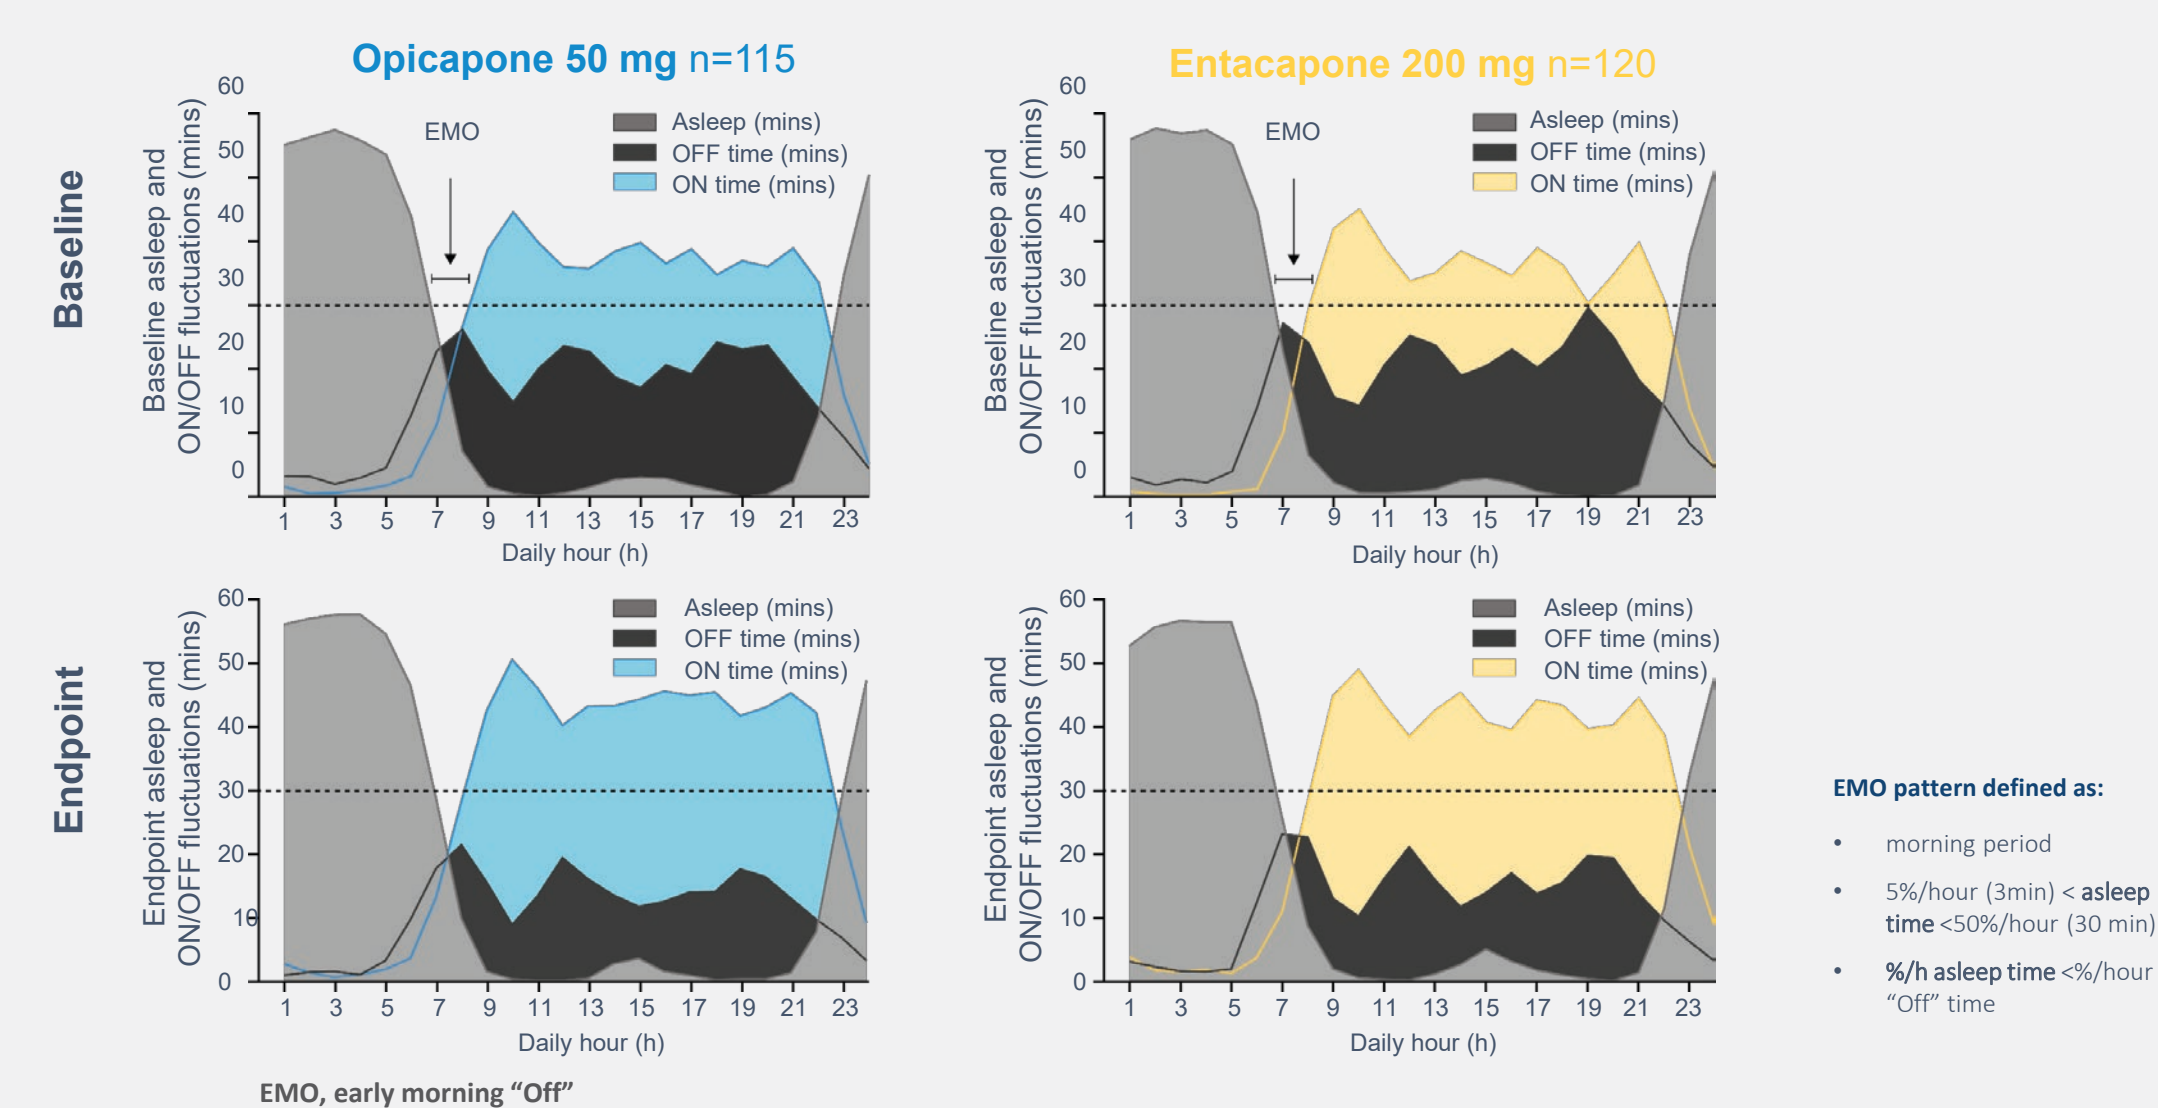 Opicapone 50 mg n=115
Entacapone 200 mg n=120
Baseline
Baseline asleep and
ON/OFF fluctuations (mins)
60
50
40
30
20
10
0
EMO
Asleep (mins)
OFF time (mins)
ON time (mins)
1 3 5 7 9 11 13 15 17 19 21 23
Daily hour (h)
Baseline asleep and
ON/OFF fluctuations (mins)
60
50
40
30
20
10
0
EMO
Asleep (mins)
OFF time (mins)
ON time (mins)
1 3 5 7 9 11 13 15 17 19 21 23
Daily hour (h)
Endpoint
Endpoint asleep and
ON/OFF fluctuations (mins)
60
50
40
30
20
10
0
Asleep (mins)
OFF time (mins)
ON time (mins)
1 3 5 7 9 11 13 15 17 19 21 23
Daily hour (h)
Endpoint asleep and
ON/OFF fluctuations (mins)
60
50
40
30
20
10
0
Asleep (mins)
OFF time (mins)
ON time (mins)
1 3 5 7 9 11 13 15 17 19 21 23
Daily hour (h)
EMO pattern defined as:
• morning period
• 5%/hour (3min) < asleep
time <50%/hour (30 min)
• %/h asleep time <%/hour
“Off” time
EMO, early morning “Off”